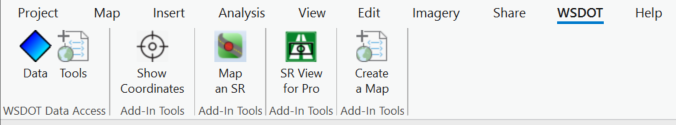 Project Map Insert Analysis View Edit Imagery Share WSDOT Help
Data Tools Show Coordinates Map an SR SR View for Pro Create a Map
WSDOT Data Access Add-In Tools Add-In Tools Add-In Tools Add-In Tools